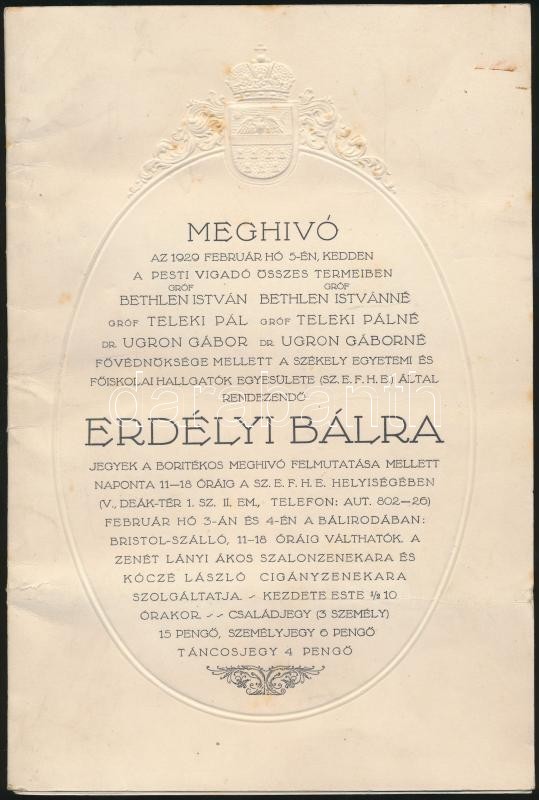 MEGHIVÓ
AZ 1929 FEBRUÁR HÓ 5-ÉN, KEDDEN
A PESTI VIGADÓ ÖSSZES TERMEIBEN
GRÓF GRÓF
BETHLEN ISTVÁN BETHLEN ISTVÁNNÉ
GRÓF TELEKI PÁL GRÓF TELEKI PÁLNÉ
DR. UGRON GÁBOR DR. UGRON GÁBORNÉ
FŐVÉDNÖKSÉGE MELLETT A SZÉKELY EGYETEMI ÉS
FŐISKOLAI HALLGATÓK EGYESÜLETE (SZ. E. F. H. E.) ÁLTAL
RENDEZENDŐ
darabanth
ERDÉLYI BÁLRA
JEGYEK A BORITÉKOS MEGHIVÓ FELMUTATÁSA MELLETT
NAPONTA 11—18 ÓRÁIG A SZ. E. F. H. E. HELYISÉGÉBEN
(V., DEÁK-TÉR 1. SZ. II. EM., TELEFON: AUT. 802—26)
FEBRUÁR HÓ 3-ÁN ÉS 4-ÉN A BÁLIRODÁBAN:
BRISTOL-SZÁLLÓ, 11-18 ÓRÁIG VÁLTHATÓK. A
ZENÉT LÁNYI ÁKOS SZALONZENEKARA ÉS
KÓCZÉ LÁSZLÓ CIGÁNYZENEKARA
SZOLGÁLTATJA. ~ KEZDETE ESTE ½ 10
ÓRAKOR. ~ ~ CSALÁDJEGY (3 SZEMÉLY)
15 PENGŐ, SZEMÉLYJEGY 6 PENGŐ
TÁNCOSJEGY 4 PENGŐ